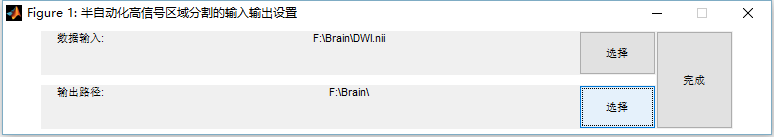 Figure 1: 半自动化高信号区域分割的输入输出设置
数据输入: F:\Brain\DWI.nii 选择
完成
输出路径: F:\Brain\ 选择